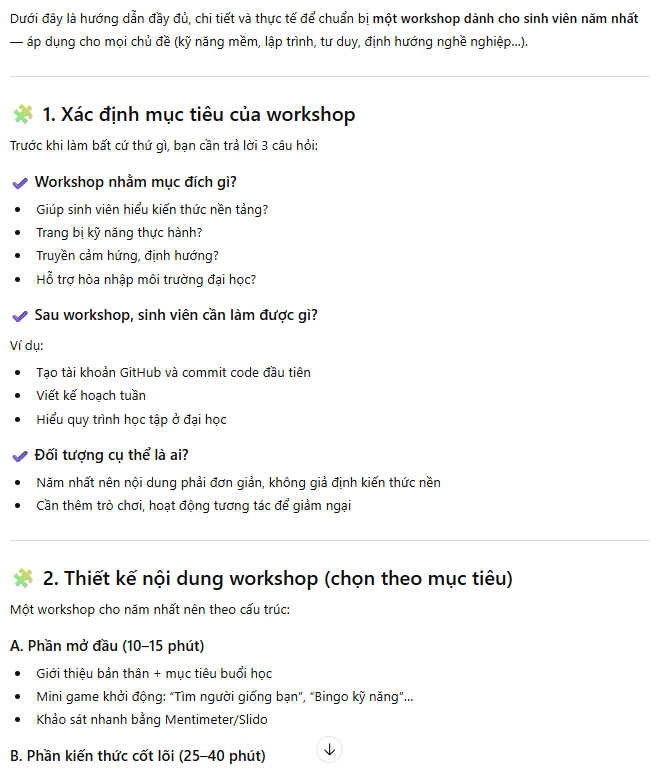 Dưới đây là hướng dẫn đầy đủ, chi tiết và thực tế để chuẩn bị một workshop dành cho sinh viên năm nhất
— áp dụng cho mọi chủ đề (kỹ năng mềm, lập trình, tư duy, định hướng nghề nghiệp...).
1. Xác định mục tiêu của workshop
Trước khi làm bất cứ thứ gì, bạn cần trả lời 3 câu hỏi:
Workshop nhằm mục đích gì?
Giúp sinh viên hiểu kiến thức nền tảng?
Trang bị kỹ năng thực hành?
Truyền cảm hứng, định hướng?
Hỗ trợ hòa nhập môi trường đại học?
Sau workshop, sinh viên cần làm được gì?
Ví dụ:
Tạo tài khoản GitHub và commit code đầu tiên
Viết kế hoạch tuần
Hiểu quy trình học tập ở đại học
Đối tượng cụ thể là ai?
Năm nhất nên nội dung phải đơn giản, không giả định kiến thức nền
Cần thêm trò chơi, hoạt động tương tác để giảm ngại
2. Thiết kế nội dung workshop (chọn theo mục tiêu)
Một workshop cho năm nhất nên theo cấu trúc:
A. Phần mở đầu (10–15 phút)
Giới thiệu bản thân + mục tiêu buổi học
Mini game khởi động: “Tìm người giống bạn”, “Bingo kỹ năng”...
Khảo sát nhanh bằng Mentimeter/Slido
B. Phần kiến thức cốt lõi (25–40 phút)